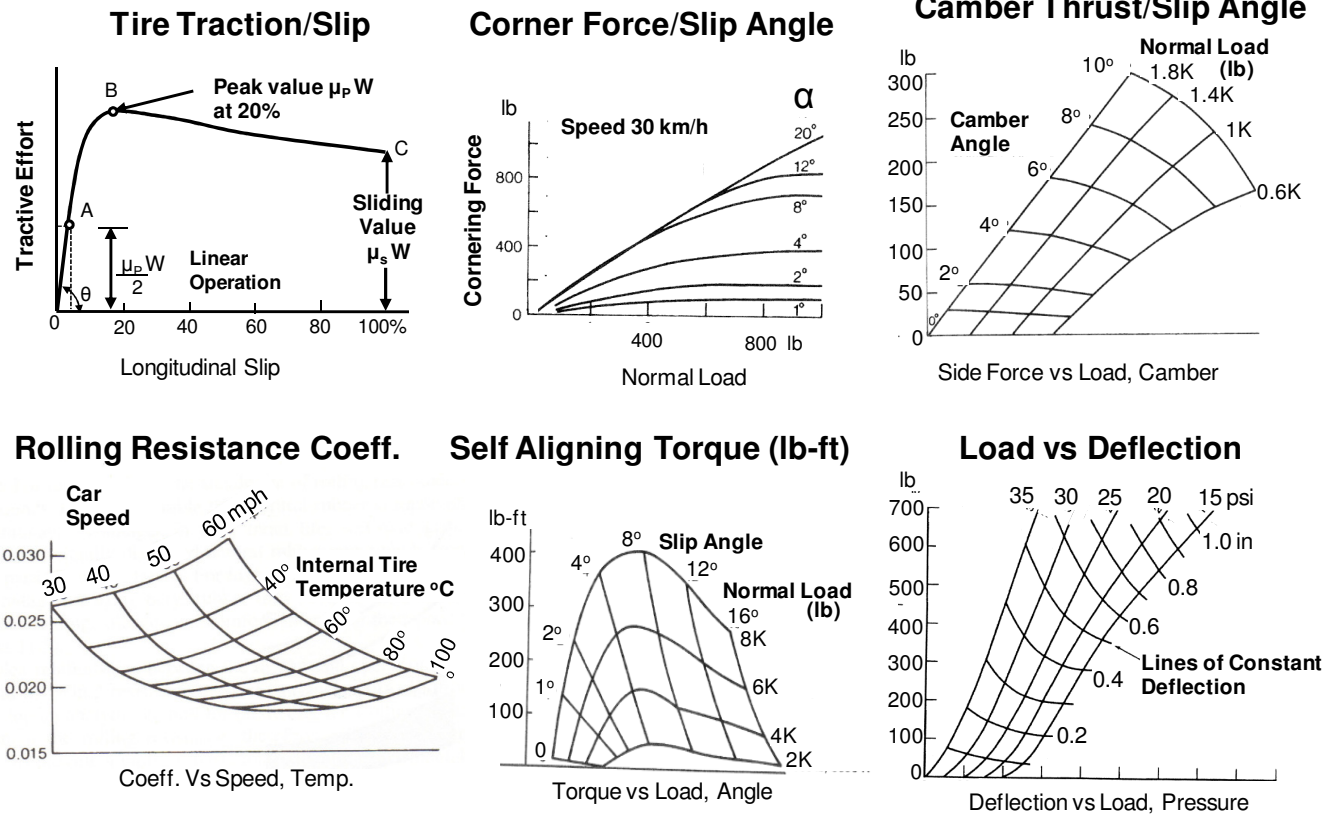 Tire Traction/Slip
Tractive Effort
B
Peak value μP W
at 20%
A
C
μP W
2
θ
Linear
Operation
Sliding
Value
μs W
0 20 40 60 80 100%
Longitudinal Slip
Corner Force/Slip Angle
lb
α
Speed 30 km/h
Cornering Force
800
400
0
20°
12°
8°
4°
2°
1°
400 800 lb
Normal Load
Camber Thrust/Slip Angle
lb
Normal Load
(lb)
300
250
200
150
100
50
0
Camber
Angle
10°
8°
6°
4°
2°
0°
1.8K
1.4K
1K
0.6K
Side Force vs Load, Camber
Rolling Resistance Coeff.
Car
Speed
0.030
0.025
0.020
0.015
30 40 50 60 mph
Internal Tire
Temperature °C
40°
60°
80°
100°
Coeff. Vs Speed, Temp.
Self Aligning Torque (lb-ft)
lb-ft
400
300
200
100
0
1°
2°
4°
8°
Slip Angle
12°
16°
Normal Load
(lb)
8K
6K
4K
2K
Torque vs Load, Angle
Load vs Deflection
lb
700
600
500
400
300
200
100
0
35 30 25 20 15 psi
1.0 in
0.8
0.6
0.4
0.2
Lines of Constant
Deflection
Deflection vs Load, Pressure